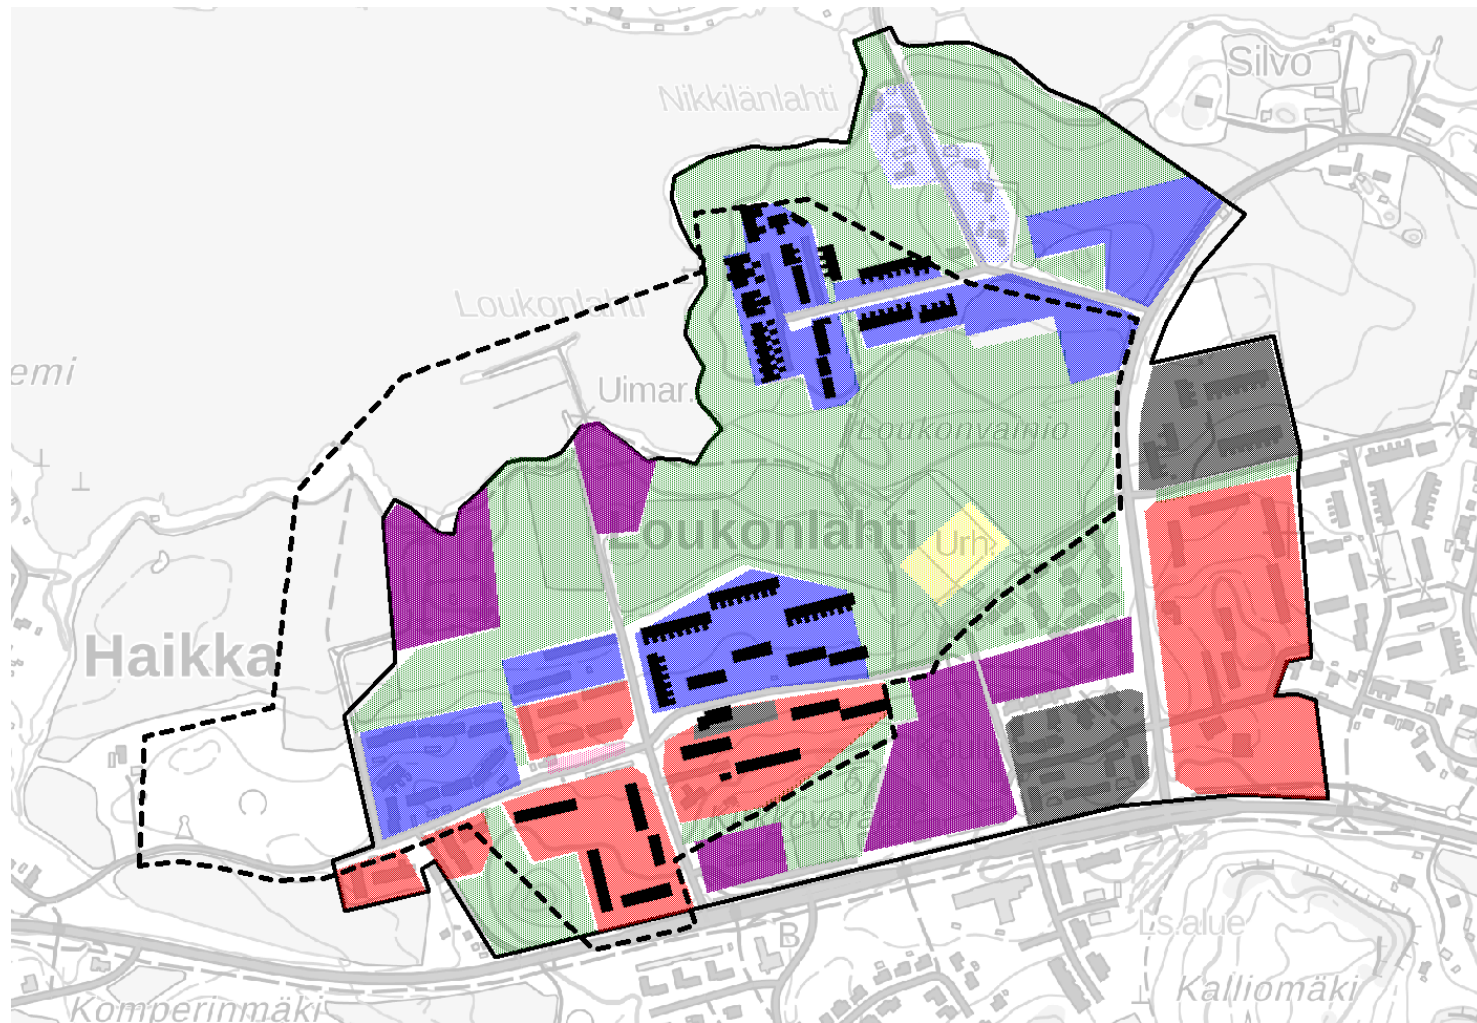 Silvo
Nikkilänlahti
Loukonlahti
emi
Uimar.
Loukonvainio
Loukonlahti
Urh.
Haikka
Ls.alue
B
Kalliomäki
Komperinmäki